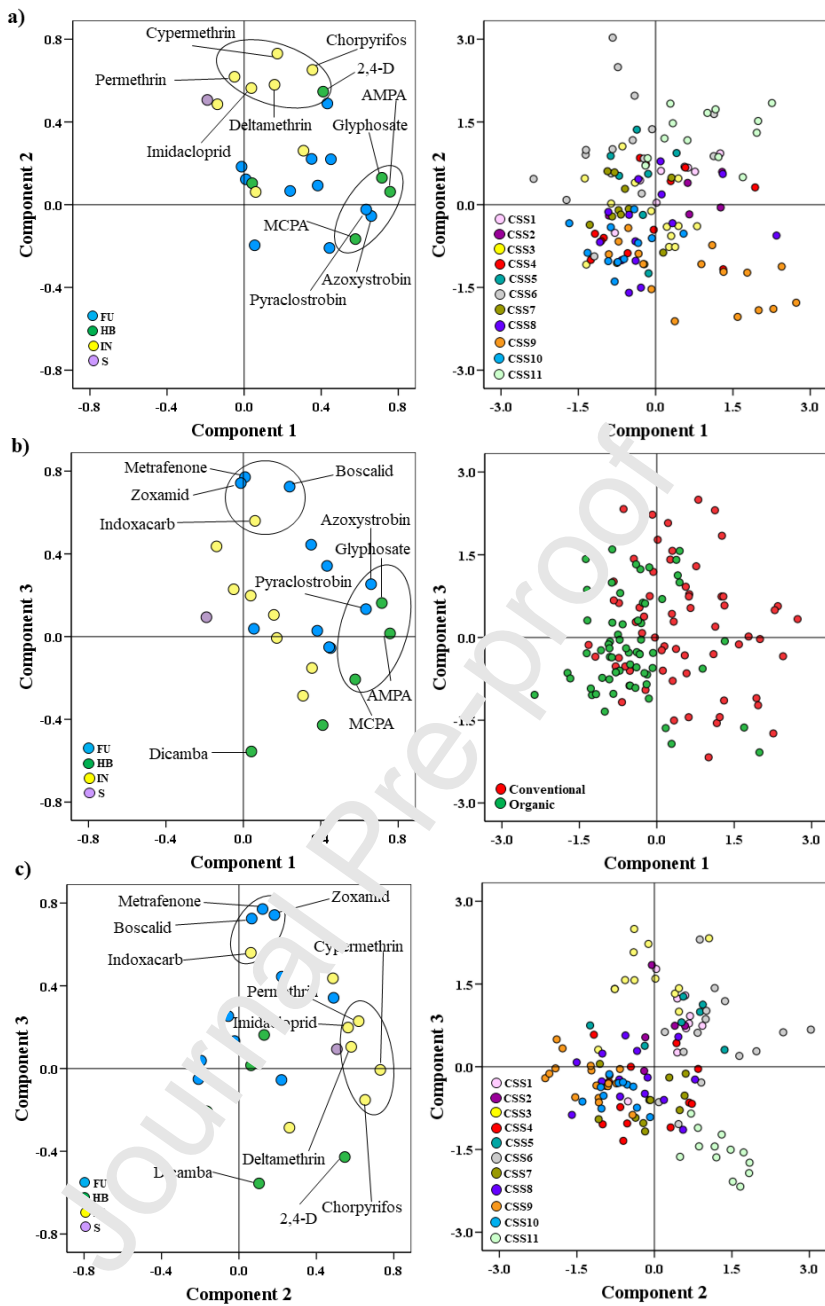 a)
Cypermethrin
Chorpyrifos
Permethrin
2,4-D
AMPA
Deltamethrin
Glyphosate
Imidacloprid
MCPA
Azoxystrobin
Pyraclostrobin
FU
HB
IN
S
0.8
0.4
0.0
-0.4
-0.8
-0.8 -0.4 0.0 0.4 0.8
Component 2
Component 1
3.0
1.5
0.0
-1.5
-3.0
CSS1
CSS2
CSS3
CSS4
CSS5
CSS6
CSS7
CSS8
CSS9
CSS10
CSS11
-3.0 -1.5 0.0 1.5 3.0
Component 1
b)
Metrafenone
Boscalid
Zoxamid
Indoxacarb
Azoxystrobin
Glyphosate
Pyraclostrobin
AMPA
MCPA
Dicamba
FU
HB
IN
S
0.8
0.4
0.0
-0.4
-0.8
-0.8 -0.4 0.0 0.4 0.8
Component 3
Component 1
3.0
1.5
0.0
-1.5
-3.0
Conventional
Organic
-3.0 -1.5 0.0 1.5 3.0
Component 1
c)
Metrafenone
Zoxamid
Boscalid
Cypermethrin
Indoxacarb
Permethrin
Imidacloprid
Deltamethrin
Dicamba
2,4-D
Chorpyrifos
FU
HB
S
0.8
0.4
0.0
-0.4
-0.8
-0.8 -0.4 0.0 0.4 0.8
Component 3
Component 2
3.0
1.5
0.0
-1.5
-3.0
CSS1
CSS2
CSS3
CSS4
CSS5
CSS6
CSS7
CSS8
CSS9
CSS10
CSS11
-3.0 -1.5 0.0 1.5 3.0
Component 2
Journal Pre-proof